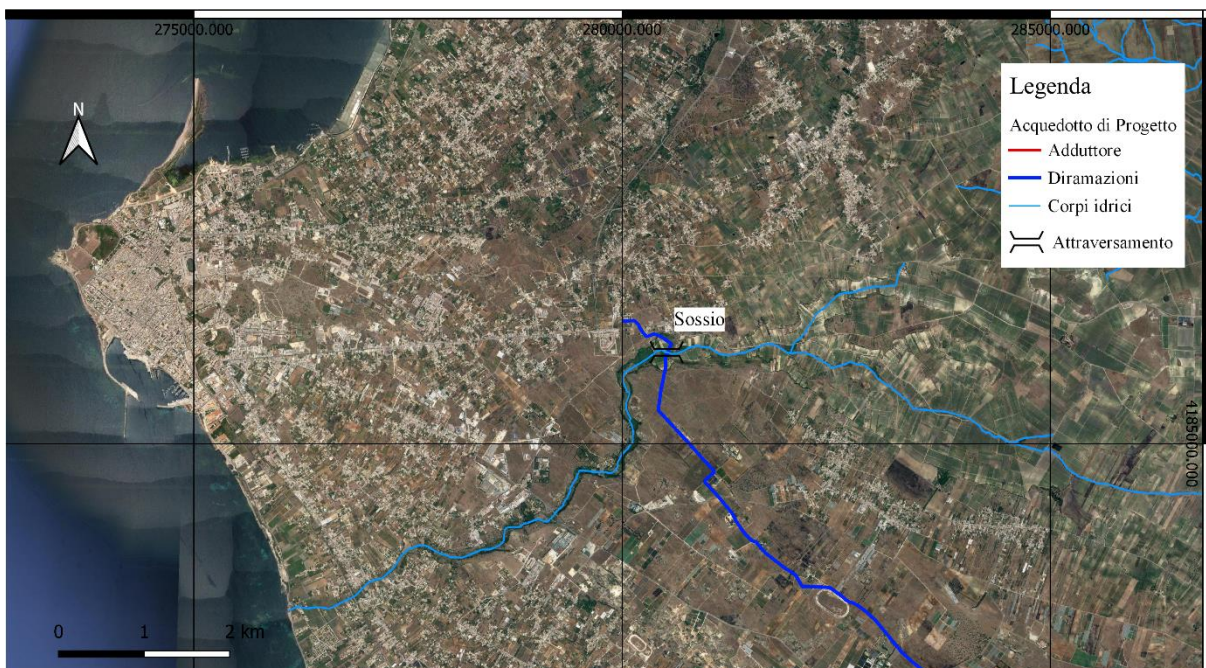 275000.000
280000.000
285000.000
N
Legenda
Acquedotto di Progetto
Adduttore
Diramazioni
Corpi idrici
Attraversamento
Sossio
4185000.000
0 1 2 km